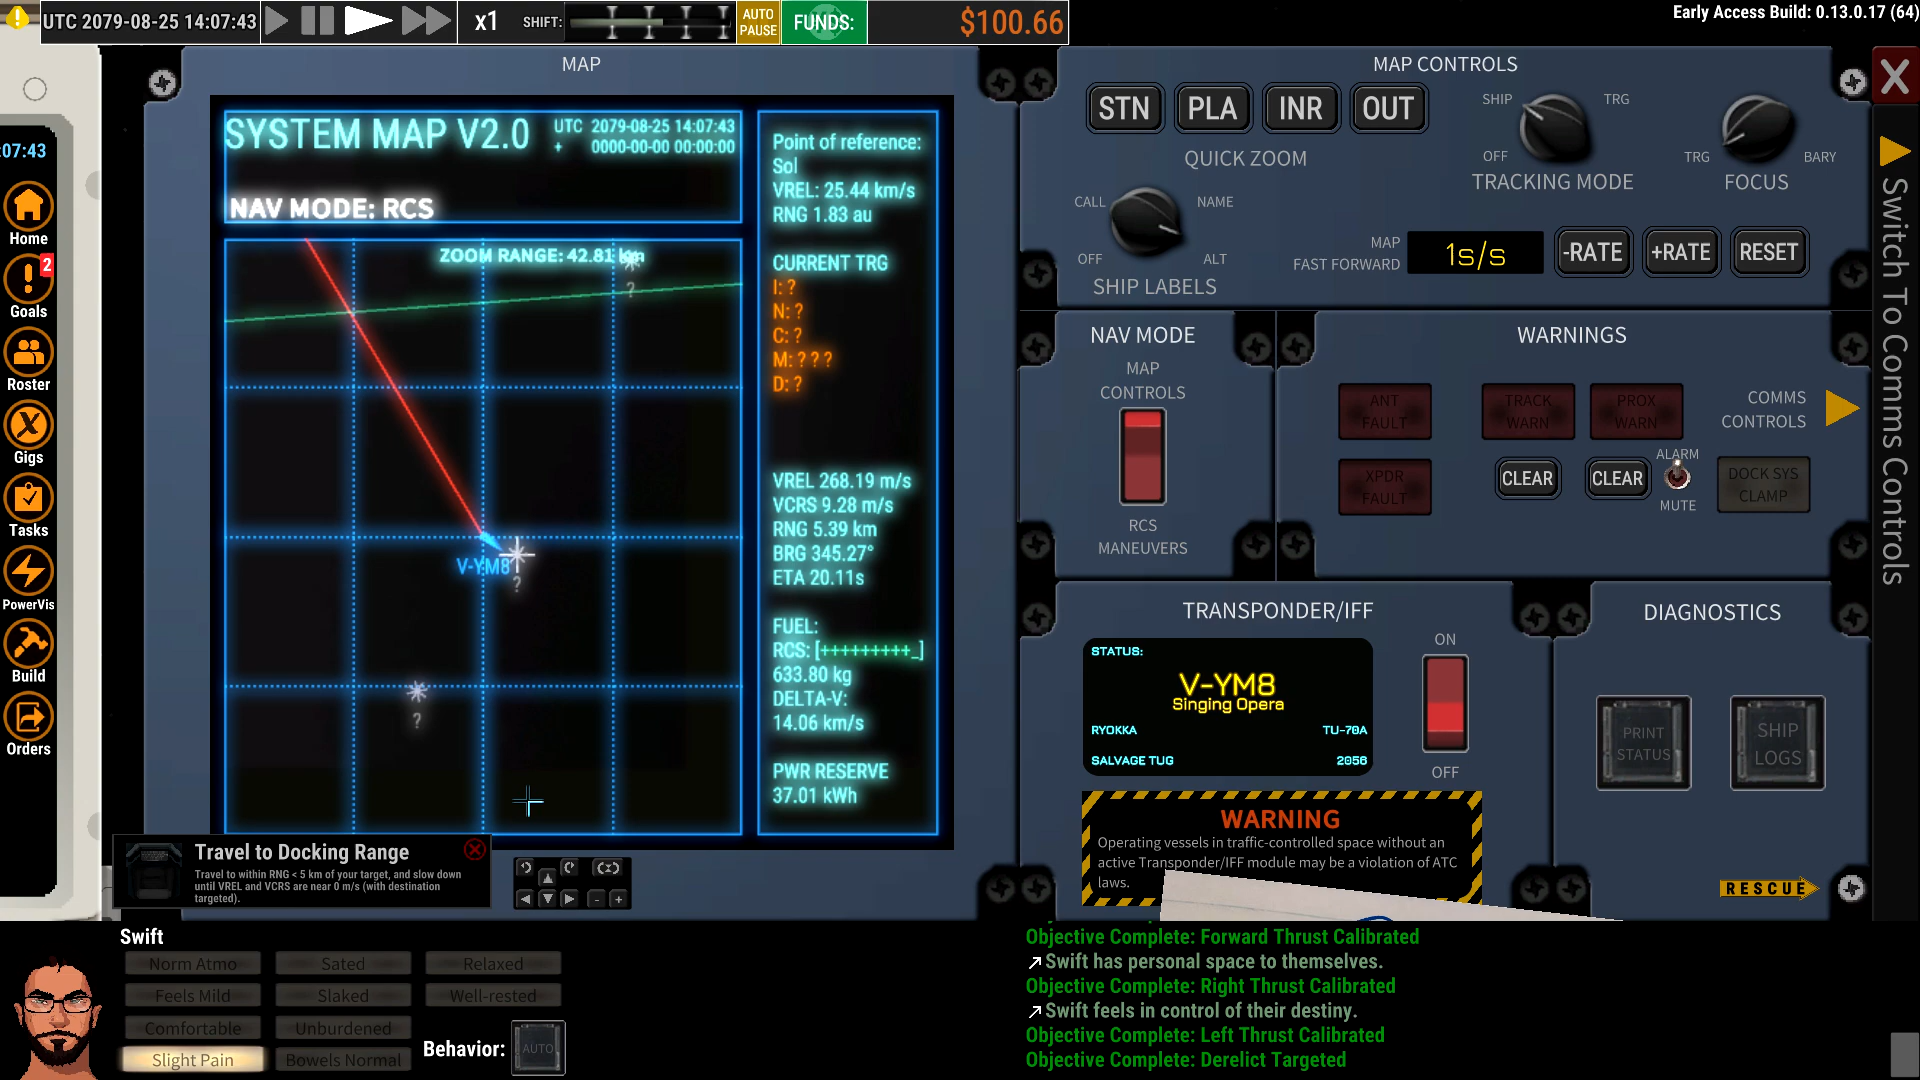 UTC 2079-08-25 14:07:43
x1
SHIFT:
AUTO
PAUSE
FUNDS:
$100.66
Early Access Build: 0.13.0.17 (64)
:07:43
Home
2
Goals
Roster
Gigs
Tasks
PowerVis
Build
Orders
MAP
SYSTEM MAP V2.0
UTC 2079-08-25 14:07:43
+ 0000-00-00 00:00:00
NAV MODE: RCS
ZOOM RANGE: 42.81 km
?
V-YM8
?
?
Point of reference:
Sol
VREL: 25.44 km/s
RNG 1.83 au
CURRENT TRG
I: ?
N: ?
C: ?
M: ? ? ?
D: ?
VREL 268.19 m/s
VCRS 9.28 m/s
RNG 5.39 km
BRG 345.27°
ETA 20.11s
FUEL:
RCS: [+++++++++_]
633.80 kg
DELTA-V:
14.06 km/s
PWR RESERVE
37.01 kWh
MAP CONTROLS
STN
PLA
INR
OUT
QUICK ZOOM
SHIP
TRG
OFF
TRACKING MODE
TRG
BARY
FOCUS
CALL
NAME
OFF
ALT
SHIP LABELS
MAP
FAST FORWARD
1s/s
-RATE
+RATE
RESET
X
Switch To Comms Controls
NAV MODE
MAP
CONTROLS
RCS
MANEUVERS
WARNINGS
ANT
FAULT
TRACK
WARN
PROX
WARN
COMMS
CONTROLS
XPDR
FAULT
CLEAR
CLEAR
ALARM
MUTE
DOCK SYS
CLAMP
TRANSPONDER/IFF
STATUS:
V-YM8
Singing Opera
RYOKKA
TU-70A
SALVAGE TUG
2056
ON
OFF
WARNING
Operating vessels in traffic-controlled space without an
active Transponder/IFF module may be a violation of ATC
laws.
DIAGNOSTICS
PRINT
STATUS
SHIP
LOGS
RESCUE
Travel to Docking Range
Travel to within RNG < 5 km of your target, and slow down
until VREL and VCRS are near 0 m/s (with destination
targeted).
- +
Swift
Norm Atmo
Sated
Relaxed
Feels Mild
Slaked
Well-rested
Comfortable
Unburdened
Slight Pain
Bowels Normal
Behavior:
AUTO
Objective Complete: Forward Thrust Calibrated
Swift has personal space to themselves.
Objective Complete: Right Thrust Calibrated
Swift feels in control of their destiny.
Objective Complete: Left Thrust Calibrated
Objective Complete: Derelict Targeted